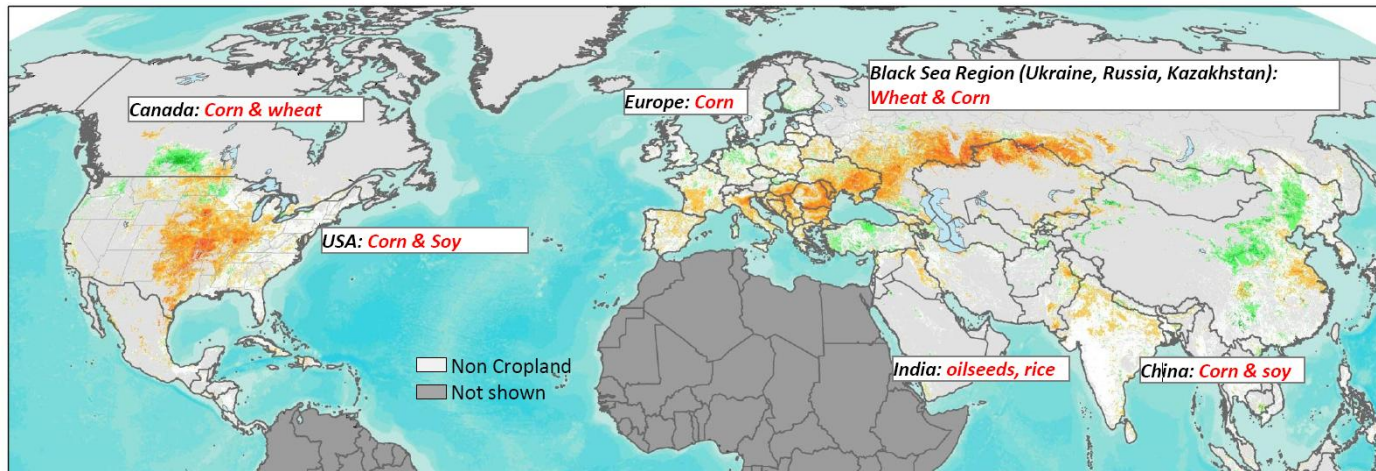 Canada: Corn & wheat
Europe: Corn
Black Sea Region (Ukraine, Russia, Kazakhstan):
Wheat & Corn
USA: Corn & Soy
Non Cropland
Not shown
India: oilseeds, rice
China: Corn & soy